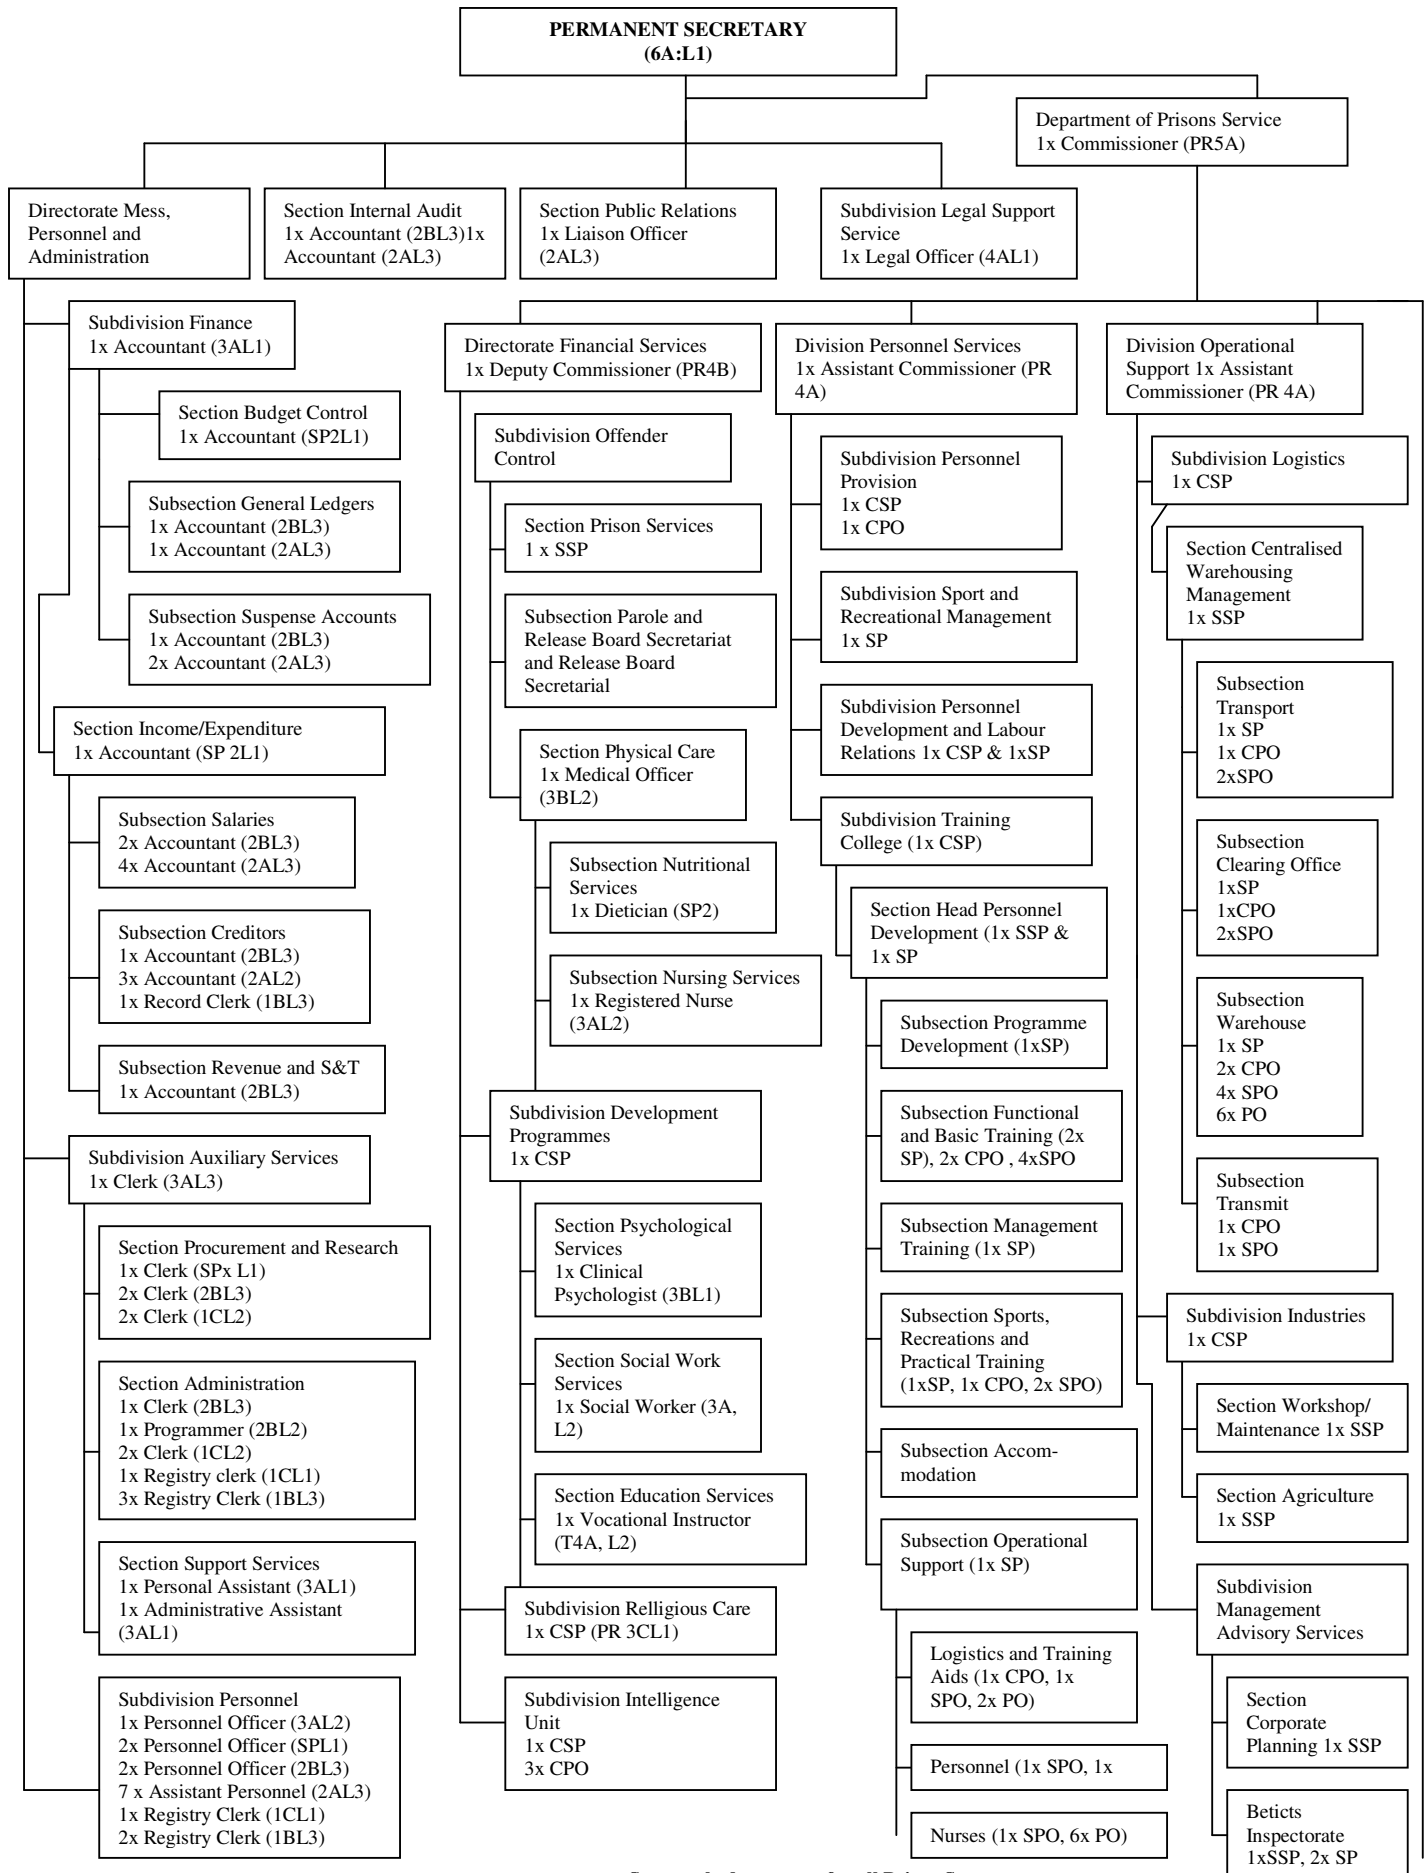 PERMANENT SECRETARY
(6A:L1)
Department of Prisons Service
1x Commissioner (PR5A)
Directorate Mess,
Personnel and
Administration
Section Internal Audit
1x Accountant (2BL3)1x
Accountant (2AL3)
Section Public Relations
1x Liaison Officer
(2AL3)
Subdivision Legal Support
Service
1x Legal Officer (4AL1)
Subdivision Finance
1x Accountant (3AL1)
Section Budget Control
1x Accountant (SP2L1)
Subsection General Ledgers
1x Accountant (2BL3)
1x Accountant (2AL3)
Subsection Suspense Accounts
1x Accountant (2BL3)
2x Accountant (2AL3)
Section Income/Expenditure
1x Accountant (SP 2L1)
Subsection Salaries
2x Accountant (2BL3)
4x Accountant (2AL3)
Subsection Creditors
1x Accountant (2BL3)
3x Accountant (2AL2)
1x Record Clerk (1BL3)
Subsection Revenue and S&T
1x Accountant (2BL3)
Subdivision Auxiliary Services
1x Clerk (3AL3)
Section Procurement and Research
1x Clerk (SPx L1)
2x Clerk (2BL3)
2x Clerk (1CL2)
Section Administration
1x Clerk (2BL3)
1x Programmer (2BL2)
2x Clerk (1CL2)
1x Registry clerk (1CL1)
3x Registry Clerk (1BL3)
Section Support Services
1x Personal Assistant (3AL1)
1x Administrative Assistant
(3AL1)
Subdivision Personnel
1x Personnel Officer (3AL2)
2x Personnel Officer (SPL1)
2x Personnel Officer (2BL3)
7 x Assistant Personnel (2AL3)
1x Registry Clerk (1CL1)
2x Registry Clerk (1BL3)
Directorate Financial Services
1x Deputy Commissioner (PR4B)
Subdivision Offender
Control
Section Prison Services
1 x SSP
Subsection Parole and
Release Board Secretariat
and Release Board
Secretarial
Section Physical Care
1x Medical Officer
(3BL2)
Subsection Nutritional
Services
1x Dietician (SP2)
Subsection Nursing Services
1x Registered Nurse
(3AL2)
Subdivision Development
Programmes
1x CSP
Section Psychological
Services
1x Clinical
Psychologist (3BL1)
Section Social Work
Services
1x Social Worker (3A,
L2)
Section Education Services
1x Vocational Instructor
(T4A, L2)
Subdivision Relligious Care
1x CSP (PR 3CL1)
Subdivision Intelligence
Unit
1x CSP
3x CPO
Division Personnel Services
1x Assistant Commissioner (PR
4A)
Subdivision Personnel
Provision
1x CSP
1x CPO
Subdivision Sport and
Recreational Management
1x SP
Subdivision Personnel
Development and Labour
Relations 1x CSP & 1xSP
Subdivision Training
College (1x CSP)
Section Head Personnel
Development (1x SSP &
1x SP
Subsection Programme
Development (1xSP)
Subsection Functional
and Basic Training (2x
SP), 2x CPO , 4xSPO
Subsection Management
Training (1x SP)
Subsection Sports,
Recreations and
Practical Training
(1xSP, 1x CPO, 2x SPO)
Subsection Accom-
modation
Subsection Operational
Support (1x SP)
Logistics and Training
Aids (1x CPO, 1x
SPO, 2x PO)
Personnel (1x SPO, 1x
Nurses (1x SPO, 6x PO)
Division Operational
Support 1x Assistant
Commissioner (PR 4A)
Subdivision Logistics
1x CSP
Section Centralised
Warehousing
Management
1x SSP
Subsection
Transport
1x SP
1x CPO
2xSPO
Subsection
Clearing Office
1xSP
1xCPO
2xSPO
Subsection
Warehouse
1x SP
2x CPO
4x SPO
6x PO
Subsection
Transmit
1x CPO
1x SPO
Subdivision Industries
1x CSP
Section Workshop/
Maintenance 1x SSP
Section Agriculture
1x SSP
Subdivision
Management
Advisory Services
Section
Corporate
Planning 1x SSP
Beticts
Inspectorate
1xSSP, 2x SP